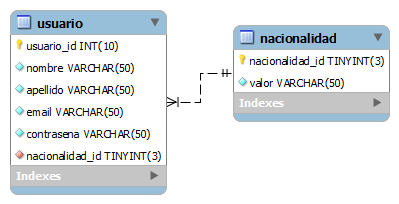 usuario
usuario_id INT(10)
nombre VARCHAR(50)
apellido VARCHAR(50)
email VARCHAR(50)
contrasena VARCHAR(50)
nacionalidad_id TINYINT(3)
Indexes
nacionalidad
nacionalidad_id TINYINT(3)
valor VARCHAR(50)
Indexes